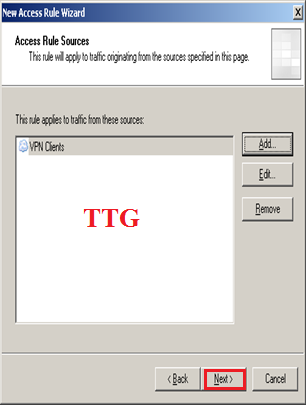 New Access Rule Wizard
Access Rule Sources
This rule will apply to traffic originating from the sources specified in this page.
This rule applies to traffic from these sources:
VPN Clients
Add...
Edit...
Remove
TTG
< Back
Next >
Cancel